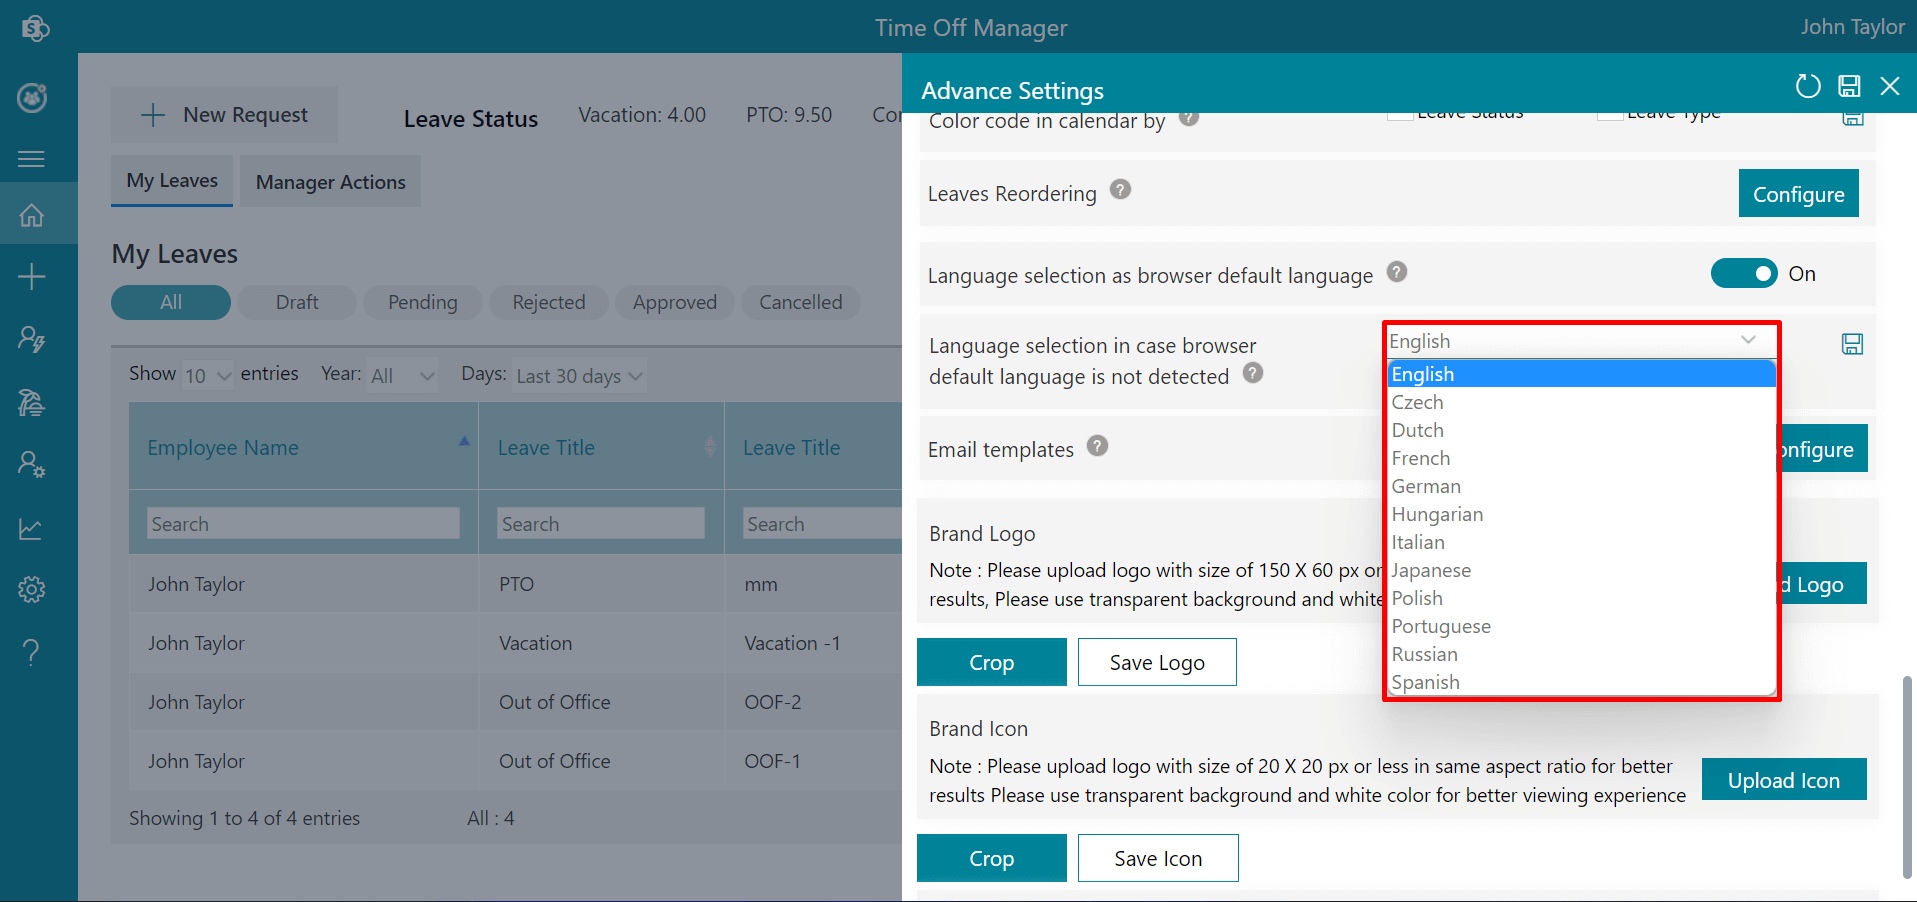 Time Off Manager
John Taylor
New Request
Leave Status
Vacation: 4.00
PTO: 9.50
My Leaves
Manager Actions
My Leaves
All
Draft
Pending
Rejected
Approved
Cancelled
Show 10 entries
Year: All
Days: Last 30 days
Employee Name
Leave Title
Leave Title
Search
Search
Search
John Taylor
PTO
mm
John Taylor
Vacation
Vacation -1
John Taylor
Out of Office
OOF-2
John Taylor
Out of Office
OOF-1
Showing 1 to 4 of 4 entries
All : 4
Advance Settings
Color code in calendar by
Leave Status
Leave Type
Leaves Reordering
Configure
Language selection as browser default language
On
Language selection in case browser
default language is not detected
English
English
Czech
Dutch
French
German
Hungarian
Italian
Japanese
Polish
Portuguese
Russian
Spanish
Email templates
onfigure
Brand Logo
Note : Please upload logo with size of 150 X 60 px or
results, Please use transparent background and white
d Logo
Crop
Save Logo
Brand Icon
Note : Please upload logo with size of 20 X 20 px or less in same aspect ratio for better
results Please use transparent background and white color for better viewing experience
Upload Icon
Crop
Save Icon